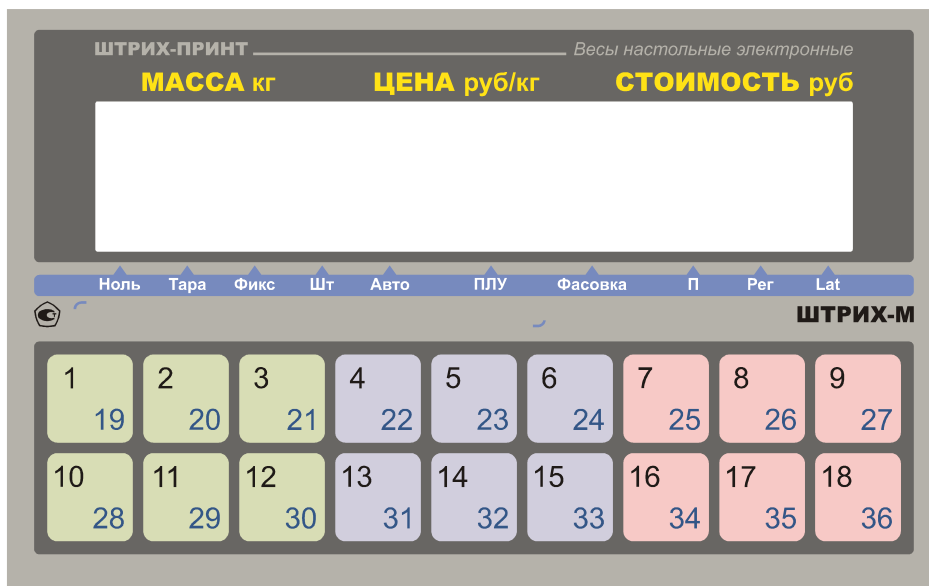 ШТРИХ-ПРИНТ Весы настольные электронные
МАССА кг ЦЕНА руб/кг СТОИМОСТЬ руб
Ноль Тара Фикс Шт Авто ПЛУ Фасовка П Рег Lat
ШТРИХ-М
1 2 3 4 5 6 7 8 9
19 20 21 22 23 24 25 26 27
10 11 12 13 14 15 16 17 18
28 29 30 31 32 33 34 35 36